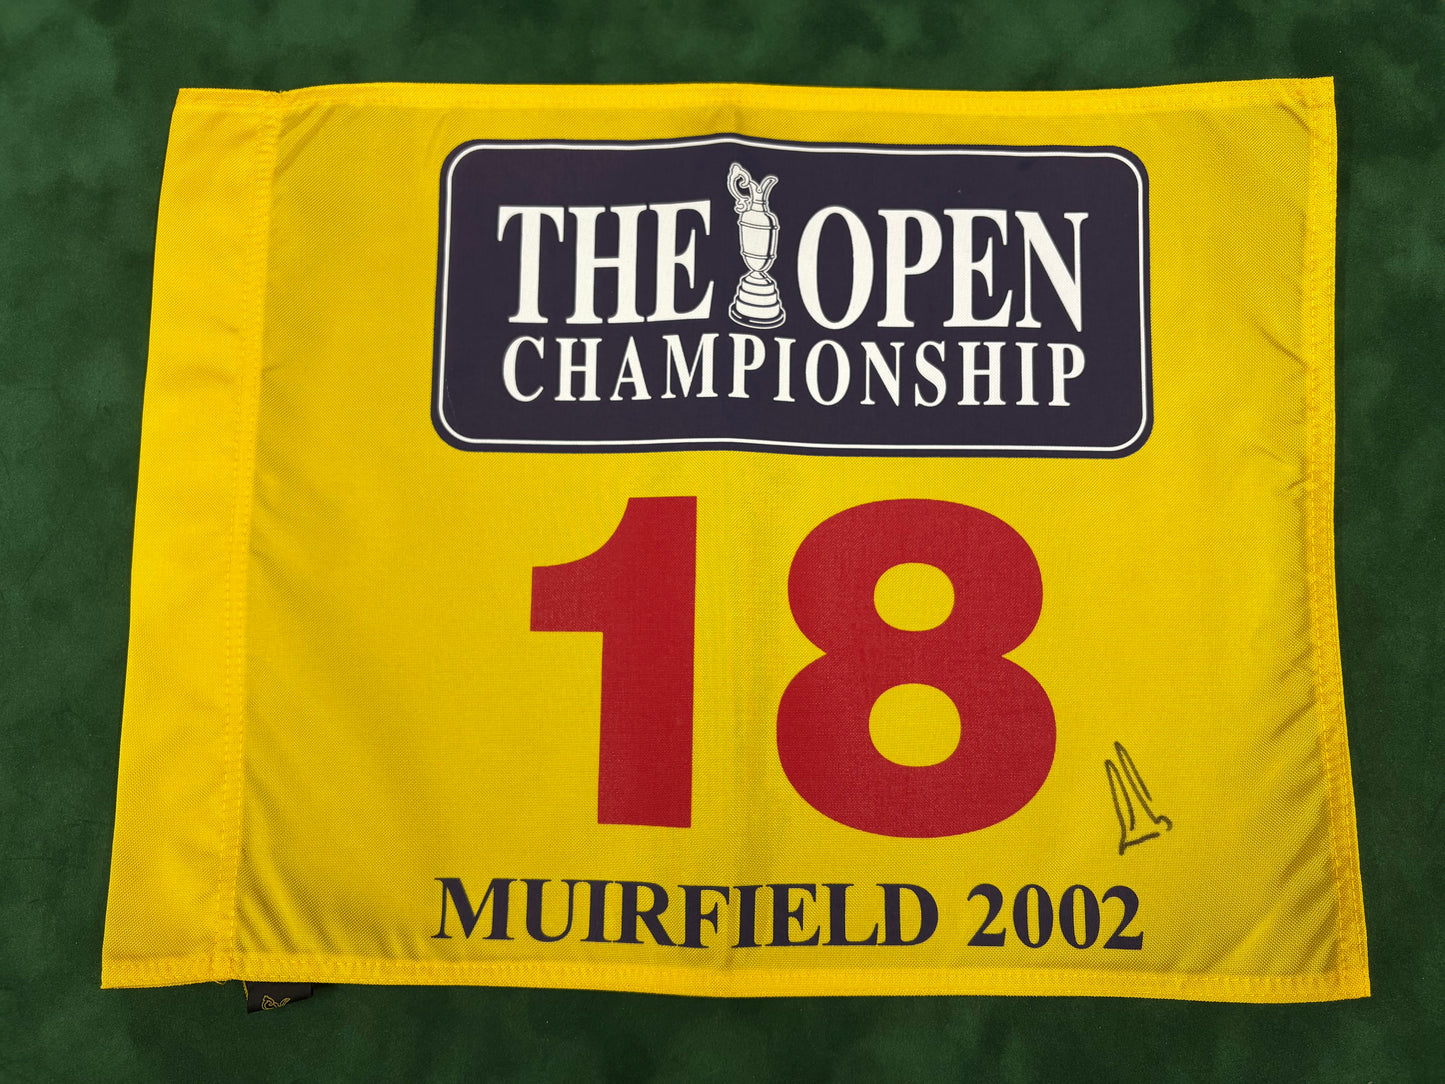 THE OPEN
CHAMPIONSHIP
18
MUIRFIELD 2002